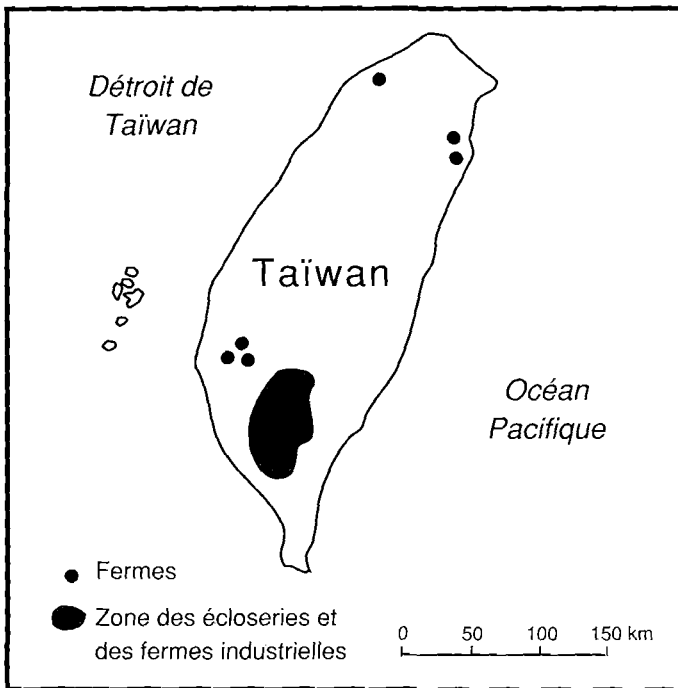 Détroit de
Taïwan
Taïwan
Océan
Pacifique
Fermes
Zone des écloseries et
des fermes industrielles
0 50 100 150 km